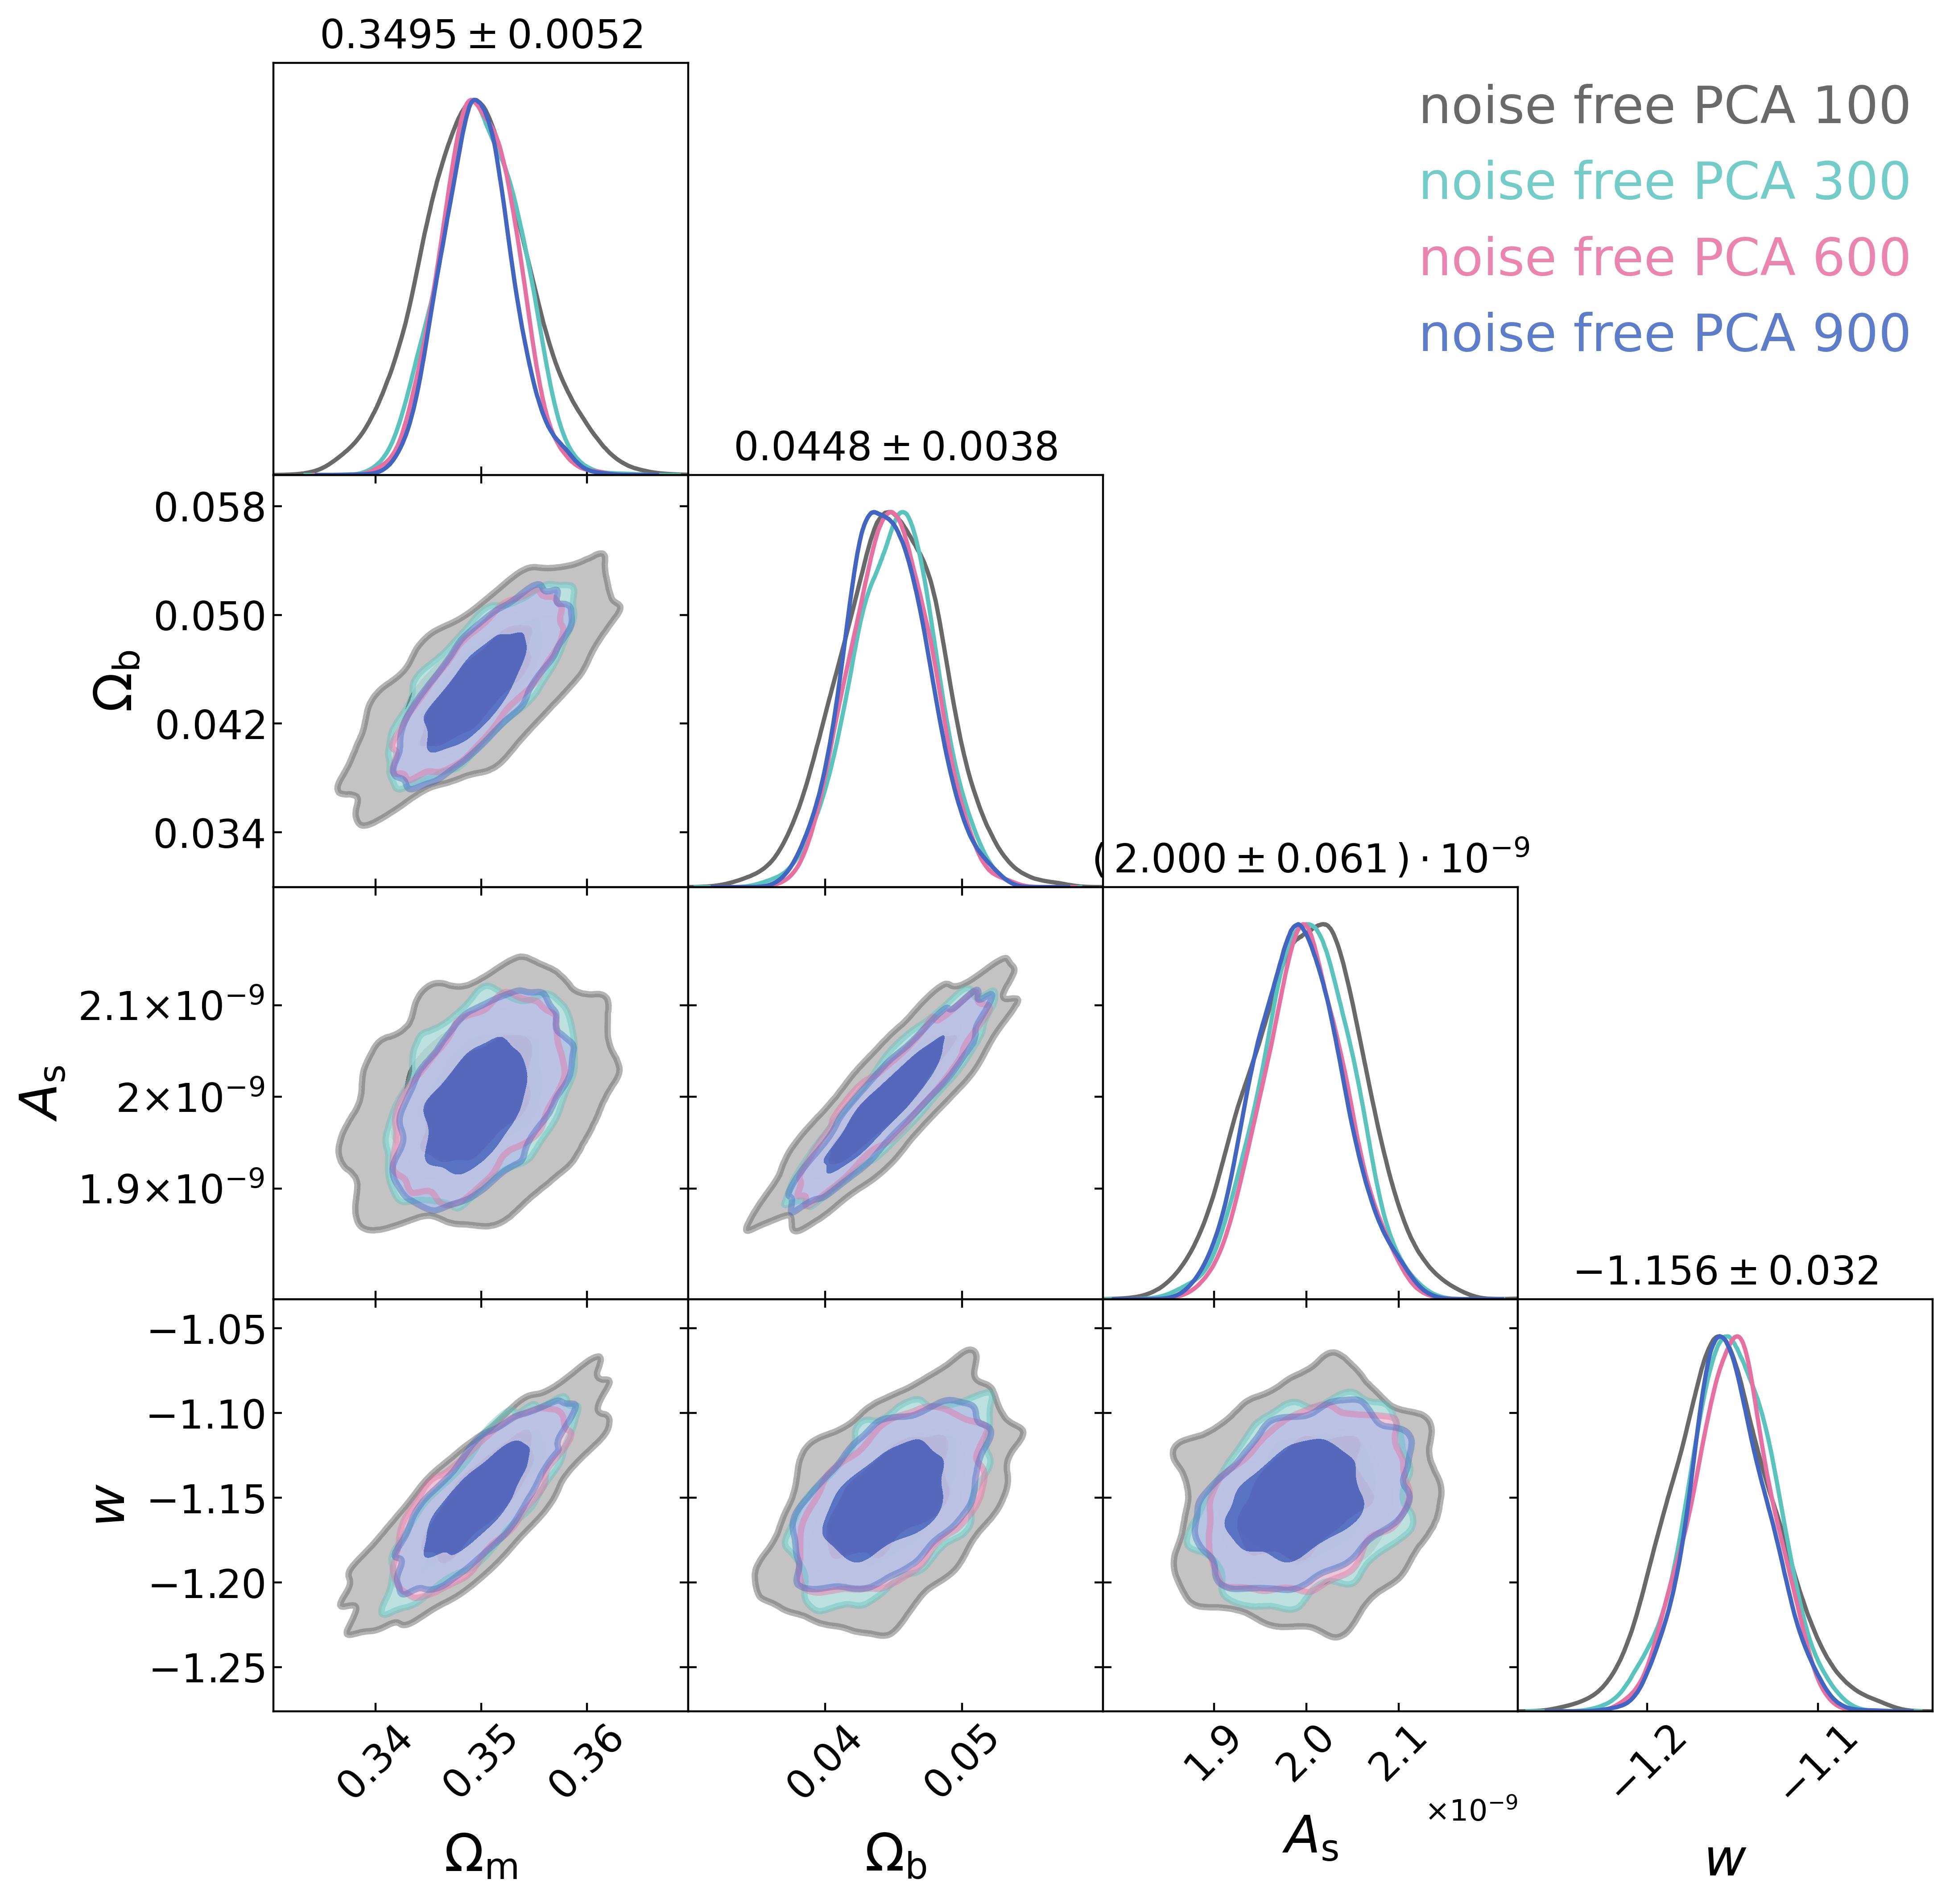 0.3495 ± 0.0052
noise free PCA 100
noise free PCA 300
noise free PCA 600
noise free PCA 900
0.0448 ± 0.0038
0.058
0.050
0.042
0.034
Ω_b
(2.000 ± 0.061) · 10⁻⁹
2.1×10⁻⁹
2×10⁻⁹
1.9×10⁻⁹
A_s
−1.156 ± 0.032
−1.05
−1.10
−1.15
−1.20
−1.25
w
0.34 0.35 0.36
0.04 0.05
1.9 2.0 2.1
−1.2 −1.1
×10⁻⁹
Ω_m Ω_b A_s w